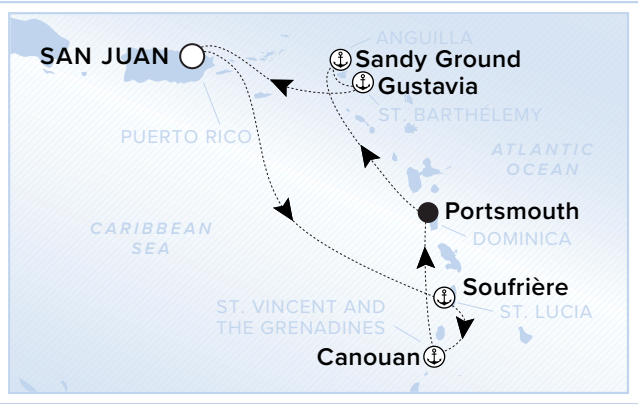 ANGUILLA
SAN JUAN
Sandy Ground
Gustavia
ST. BARTHÉLEMY
PUERTO RICO
ATLANTIC
OCEAN
Portsmouth
CARIBBEAN
SEA
DOMINICA
Soufrière
ST. VINCENT AND
THE GRENADINES
ST. LUCIA
Canouan